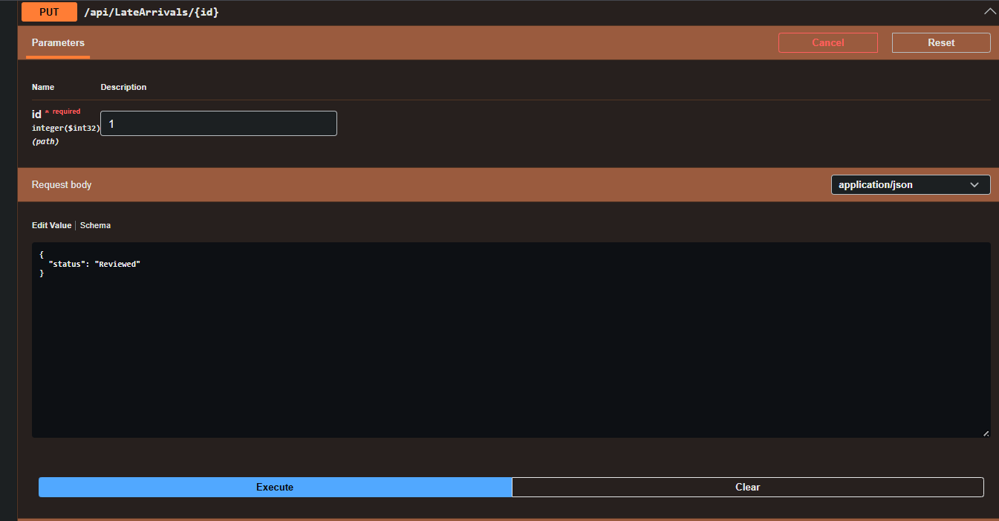 PUT /api/LateArrivals/{id}
Parameters Cancel Reset
Name Description
id * required
integer($int32)
(path)
1
Request body application/json
Edit Value | Schema
{
  "status": "Reviewed"
}
Execute Clear